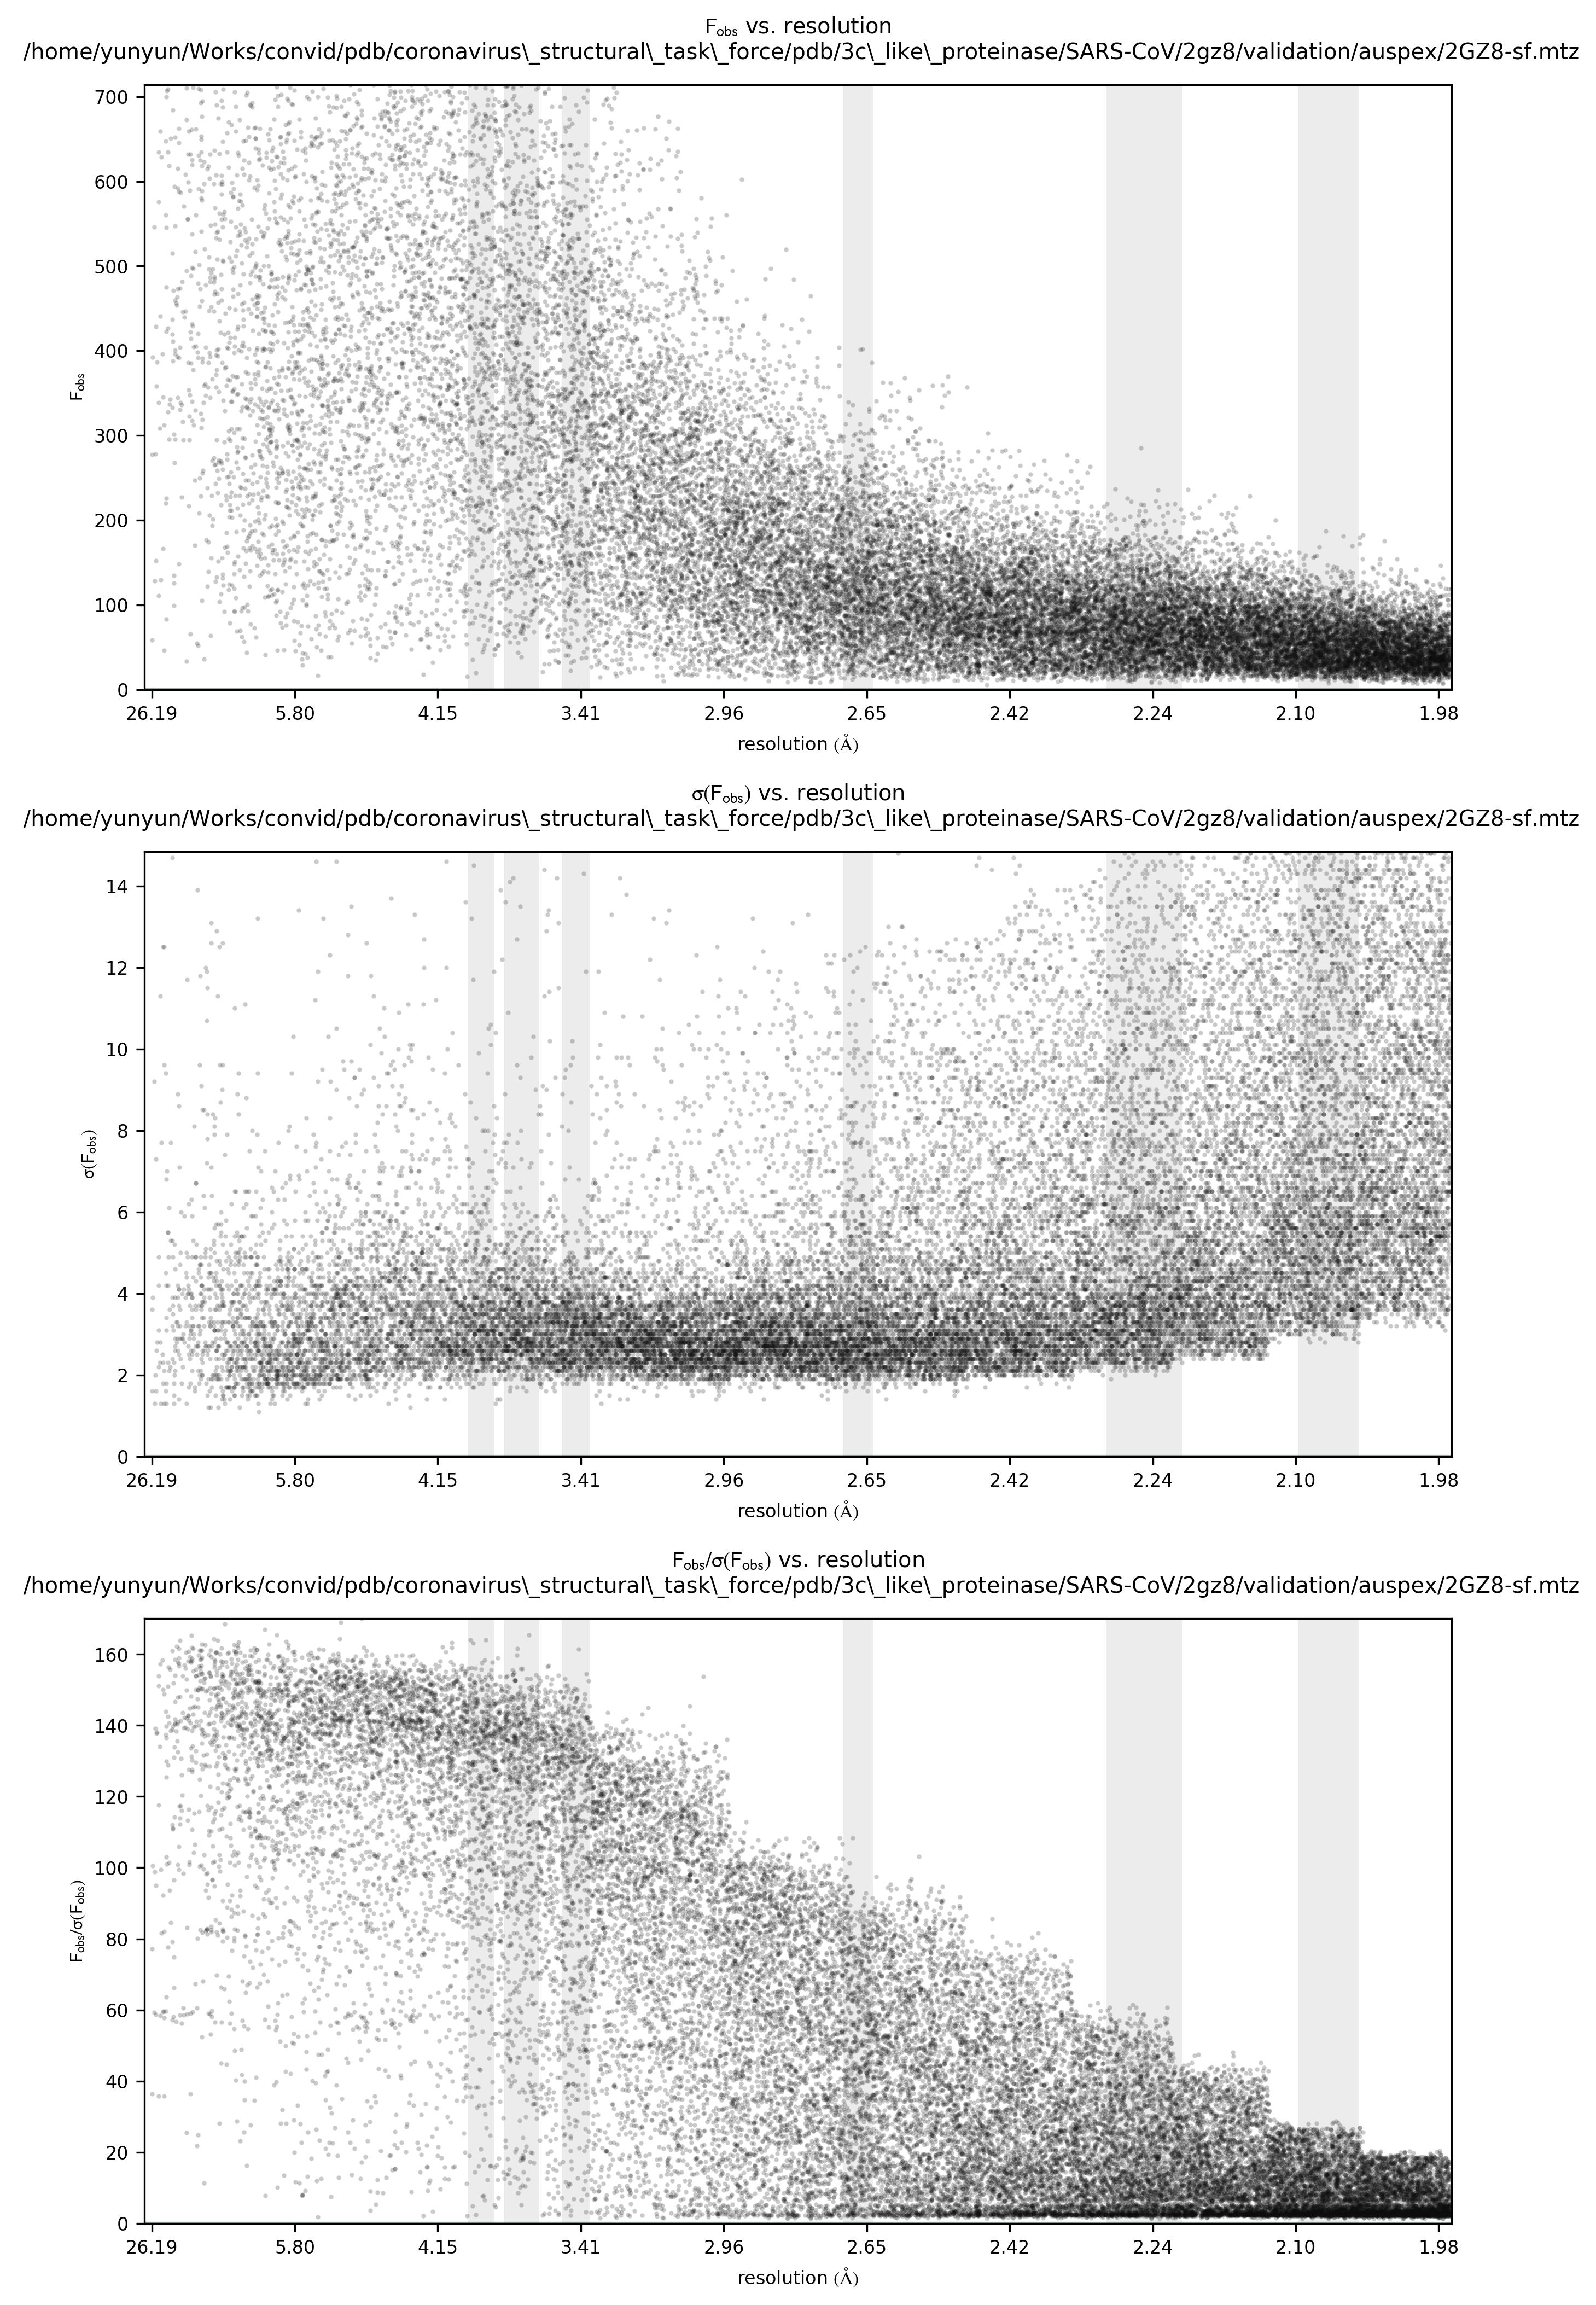 Fobs vs. resolution
/home/yunyun/Works/convid/pdb/coronavirus\_structural\_task\_force/pdb/3c\_like\_proteinase/SARS-CoV/2gz8/validation/auspex/2GZ8-sf.mtz
700
600
500
400
300
200
100
0
Fobs
26.19 5.80 4.15 3.41 2.96 2.65 2.42 2.24 2.10 1.98
resolution (Å)
σ(Fobs) vs. resolution
/home/yunyun/Works/convid/pdb/coronavirus\_structural\_task\_force/pdb/3c\_like\_proteinase/SARS-CoV/2gz8/validation/auspex/2GZ8-sf.mtz
14
12
10
8
6
4
2
0
σ(Fobs)
26.19 5.80 4.15 3.41 2.96 2.65 2.42 2.24 2.10 1.98
resolution (Å)
Fobs/σ(Fobs) vs. resolution
/home/yunyun/Works/convid/pdb/coronavirus\_structural\_task\_force/pdb/3c\_like\_proteinase/SARS-CoV/2gz8/validation/auspex/2GZ8-sf.mtz
160
140
120
100
80
60
40
20
0
Fobs/σ(Fobs)
26.19 5.80 4.15 3.41 2.96 2.65 2.42 2.24 2.10 1.98
resolution (Å)